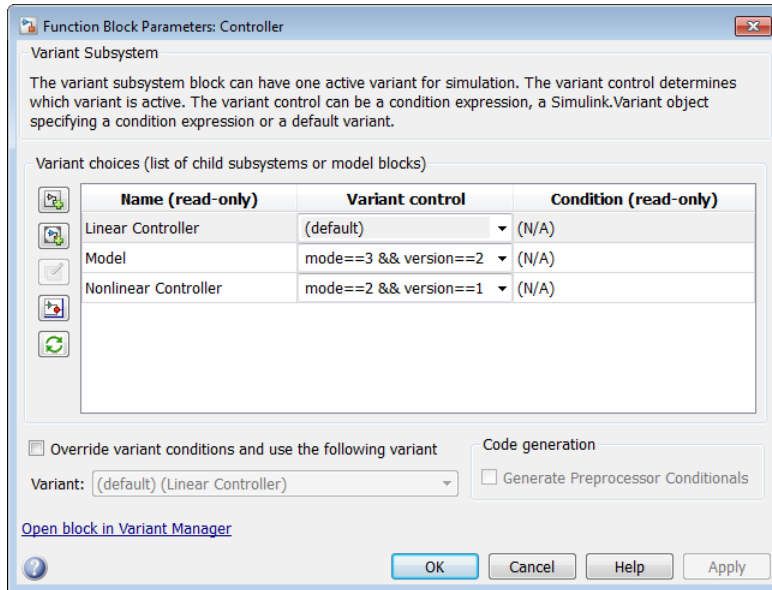 Function Block Parameters: Controller
Variant Subsystem
The variant subsystem block can have one active variant for simulation. The variant control determines
which variant is active. The variant control can be a condition expression, a Simulink.Variant object
specifying a condition expression or a default variant.
Variant choices (list of child subsystems or model blocks)
Name (read-only) Variant control Condition (read-only)
Linear Controller (default) (N/A)
Model mode==3 && version==2 (N/A)
Nonlinear Controller mode==2 && version==1 (N/A)
Override variant conditions and use the following variant
Variant: (default) (Linear Controller)
Code generation
Generate Preprocessor Conditionals
Open block in Variant Manager
OK Cancel Help Apply